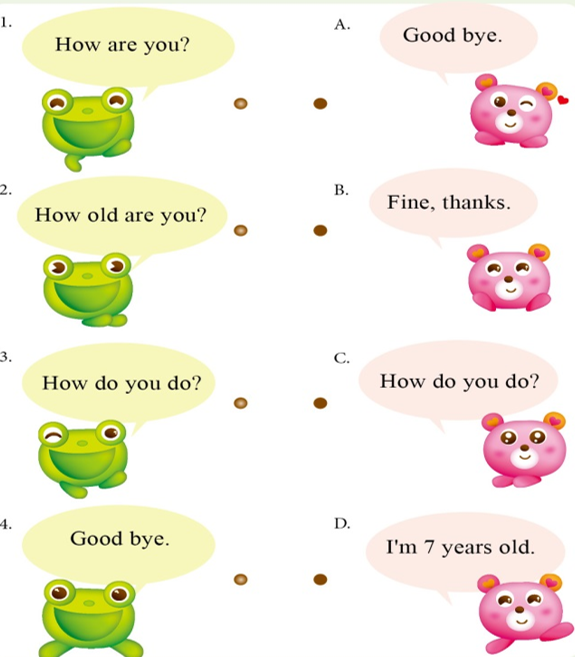 1.
How are you?
A.
Good bye.
2.
How old are you?
B.
Fine, thanks.
3.
How do you do?
C.
How do you do?
4.
Good bye.
D.
I'm 7 years old.